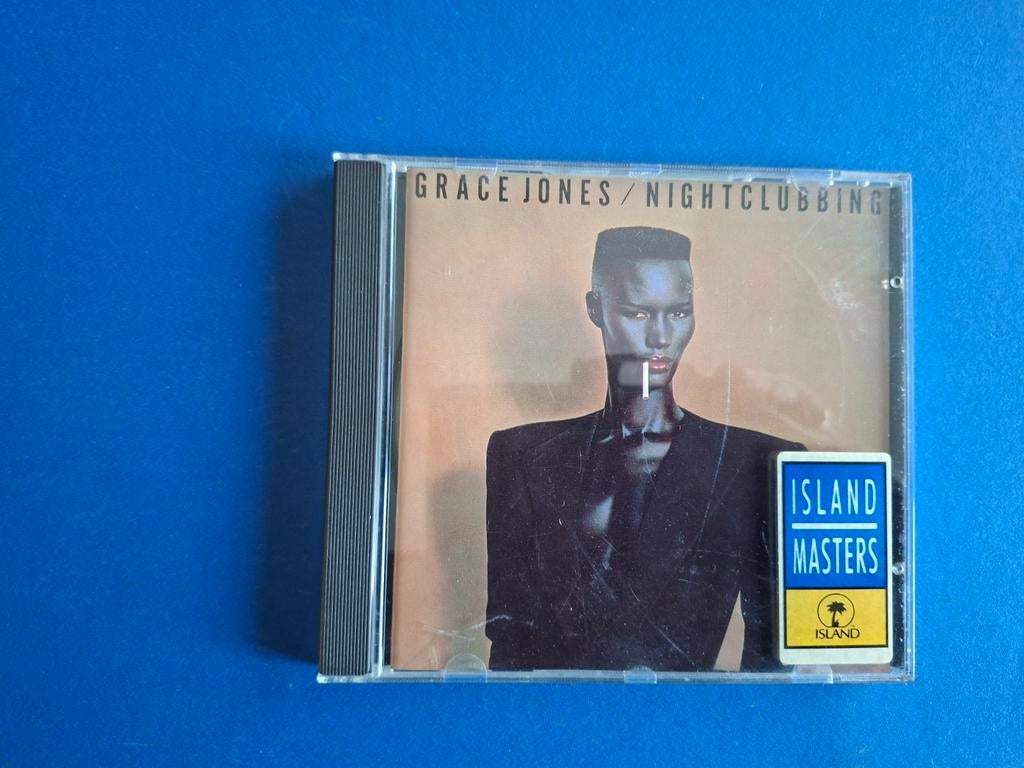 GRACE JONES / NIGHTCLUBBING
ISLAND
MASTERS
ISLAND